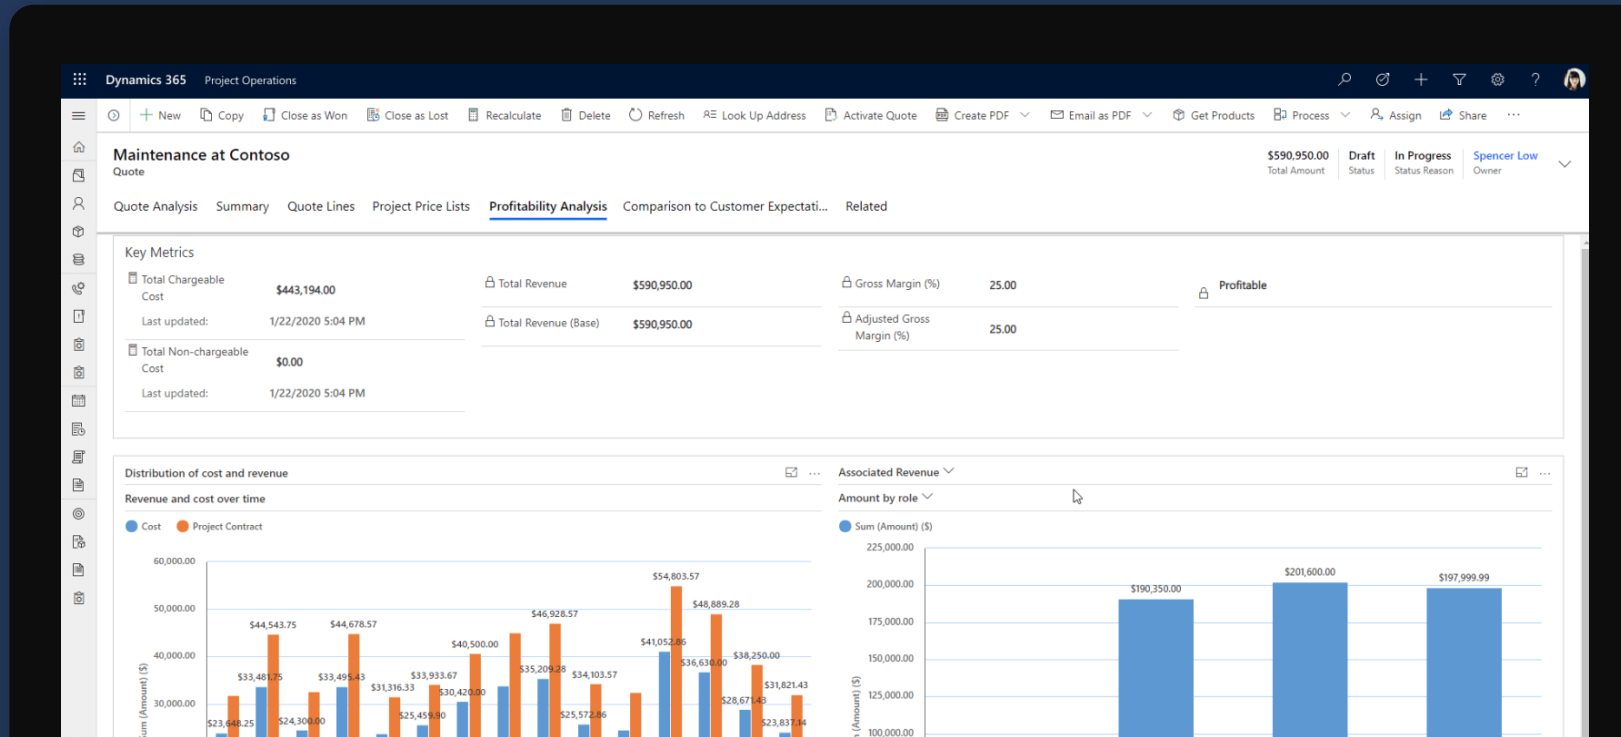 Dynamics 365 Project Operations
New Copy Close as Won Close as Lost Recalculate Delete Refresh Look Up Address Activate Quote Create PDF Email as PDF Get Products Process Assign Share ...
Maintenance at Contoso
Quote
$590,950.00 Draft In Progress Spencer Low
Total Amount Status Status Reason Owner
Quote Analysis Summary Quote Lines Project Price Lists Profitability Analysis Comparison to Customer Expectati... Related
Key Metrics
Total Chargeable
Cost
$443,194.00
Last updated: 1/22/2020 5:04 PM
Total Non-chargeable
Cost
$0.00
Last updated: 1/22/2020 5:04 PM
Total Revenue $590,950.00
Total Revenue (Base) $590,950.00
Gross Margin (%) 25.00
Adjusted Gross
Margin (%)
25.00
Profitable
Distribution of cost and revenue ...
Revenue and cost over time
Cost Project Contract
60,000.00
50,000.00
40,000.00
30,000.00
$23,648.25
$33,481.75
$44,543.75
$24,300.00
$33,495.43
$44,678.57
$31,316.33
$25,459.90
$33,933.67
$30,420.00
$40,500.00
$35,209.28
$46,928.57
$25,572.86
$34,103.57
$41,052.86
$54,803.57
$36,630.00
$48,889.28
$28,671.43
$38,250.00
$23,837.14
$31,821.43
Associated Revenue ...
Amount by role
Sum (Amount) ($)
225,000.00
200,000.00
175,000.00
150,000.00
125,000.00
100,000.00
$190,350.00
$201,600.00
$197,999.99
(Amount) ($)